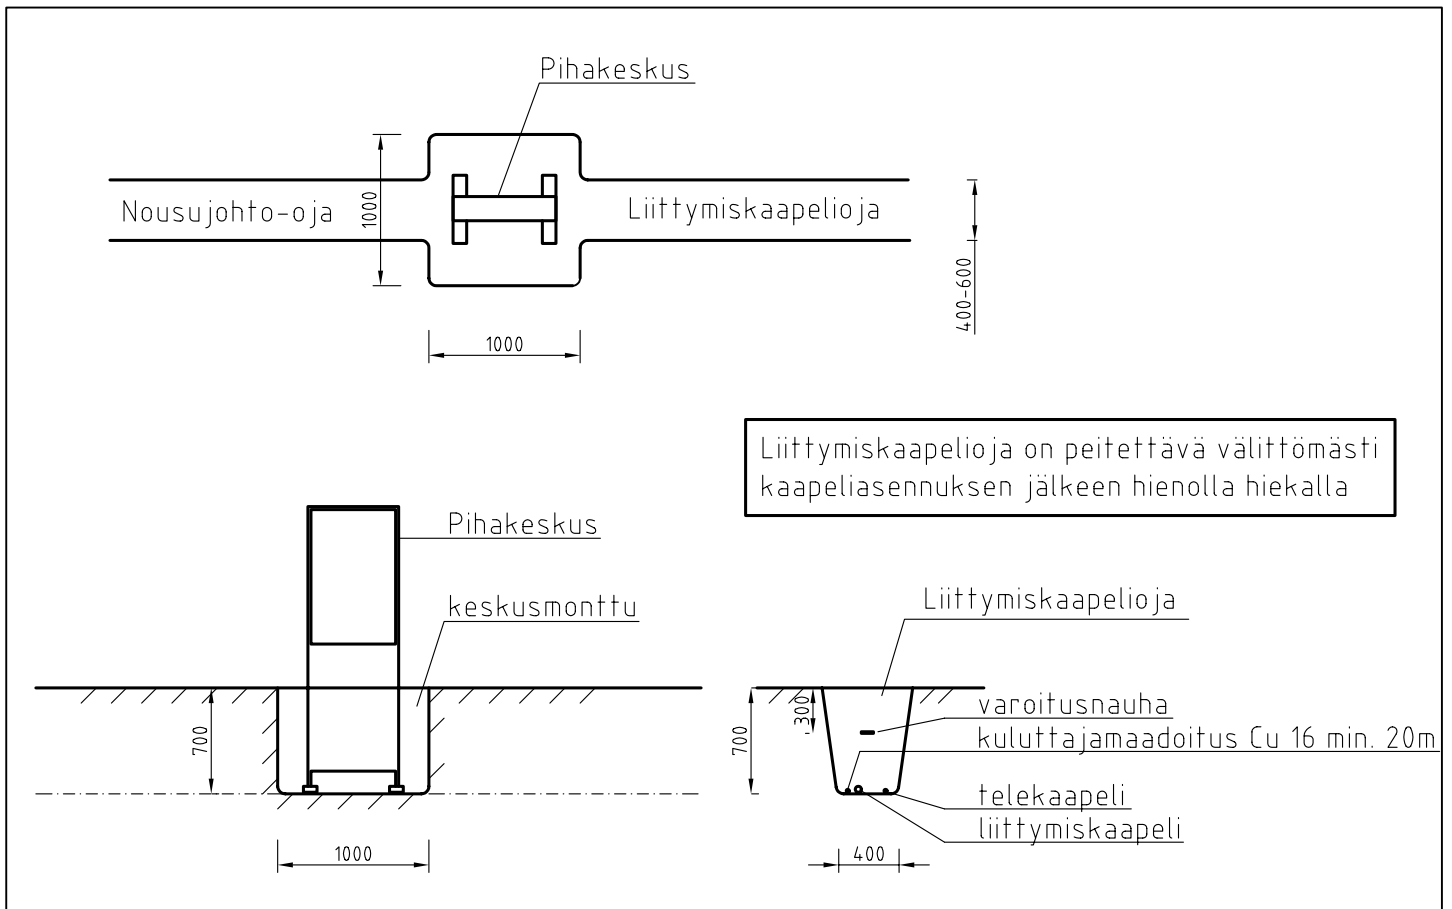 Pihakeskus
Nousujohto-oja
1000
Liittymiskaapelioja
400-600
1000
Liittymiskaapelioja on peitettävä välittömästi
kaapeliasennuksen jälkeen hienolla hiekalla
Pihakeskus
keskusmonttu
700
1000
Liittymiskaapelioja
300
700
varoitusnauha
kuluttajamaadoitus Cu 16 min. 20m
telekaapeli
liittymiskaapeli
400